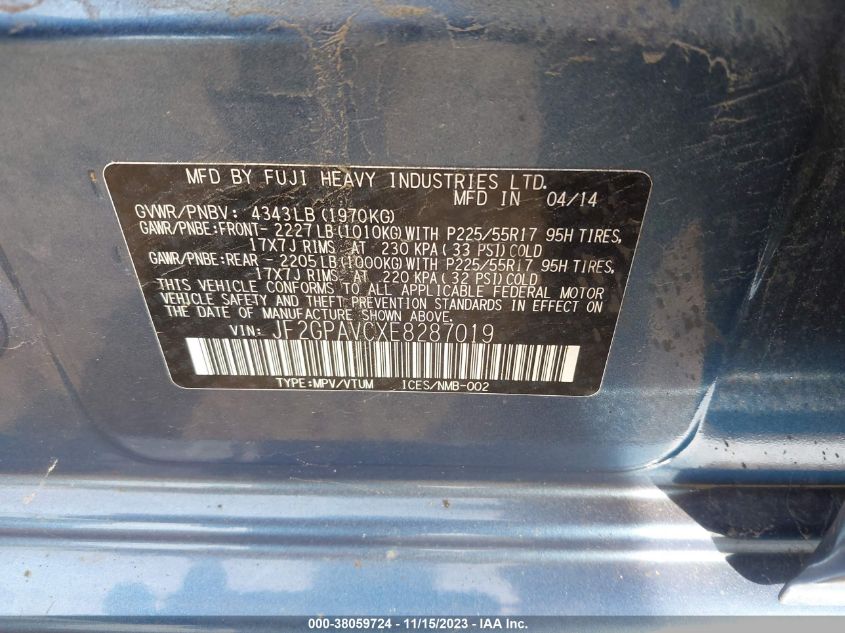 MFD BY FUJI HEAVY INDUSTRIES LTD.
MFD IN 04/14
GVWR/PNBV: 4343LB(1970KG)
GAWR/PNBE:FRONT- 2227LB(1010KG)WITH P225/55R17 95H TIRES,
17X7J RIMS AT 230 KPA(33 PSI)COLD
GAWR/PNBE:REAR - 2205LB(1000KG)WITH P225/55R17 95H TIRES,
17X7J RIMS AT 220 KPA(32 PSI)COLD
THIS VEHICLE CONFORMS TO ALL APPLICABLE FEDERAL MOTOR
VEHICLE SAFETY AND THEFT PREVENTION STANDARDS IN EFFECT ON
THE DATE OF MANUFACTURE SHOWN ABOVE.
VIN: JF2GPAVCXE8287019
TYPE:MPV/VTUM ICES/NMB-002
000-38059724 - 11/15/2023 - IAA Inc.